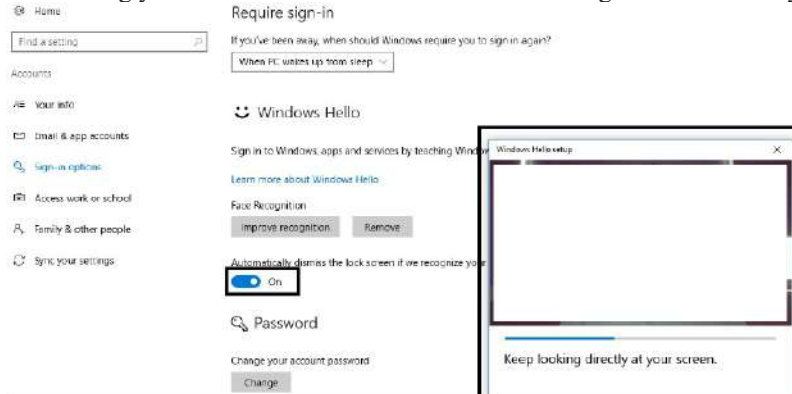 Home
Find a setting
Accounts
Your info
Email & app accounts
Sign-in options
Access work or school
Family & other people
Sync your settings
Require sign-in
If you've been away, when should Windows require you to sign in again?
When PC wakes up from sleep
Windows Hello
Sign in to Windows, apps and services by teaching
Learn more about Windows Hello
Face Recognition
Improve recognition Remove
Automatically dismiss the lock screen if we recognize
On
Password
Change your account password
Change
Windows Hello setup
Keep looking directly at your screen.